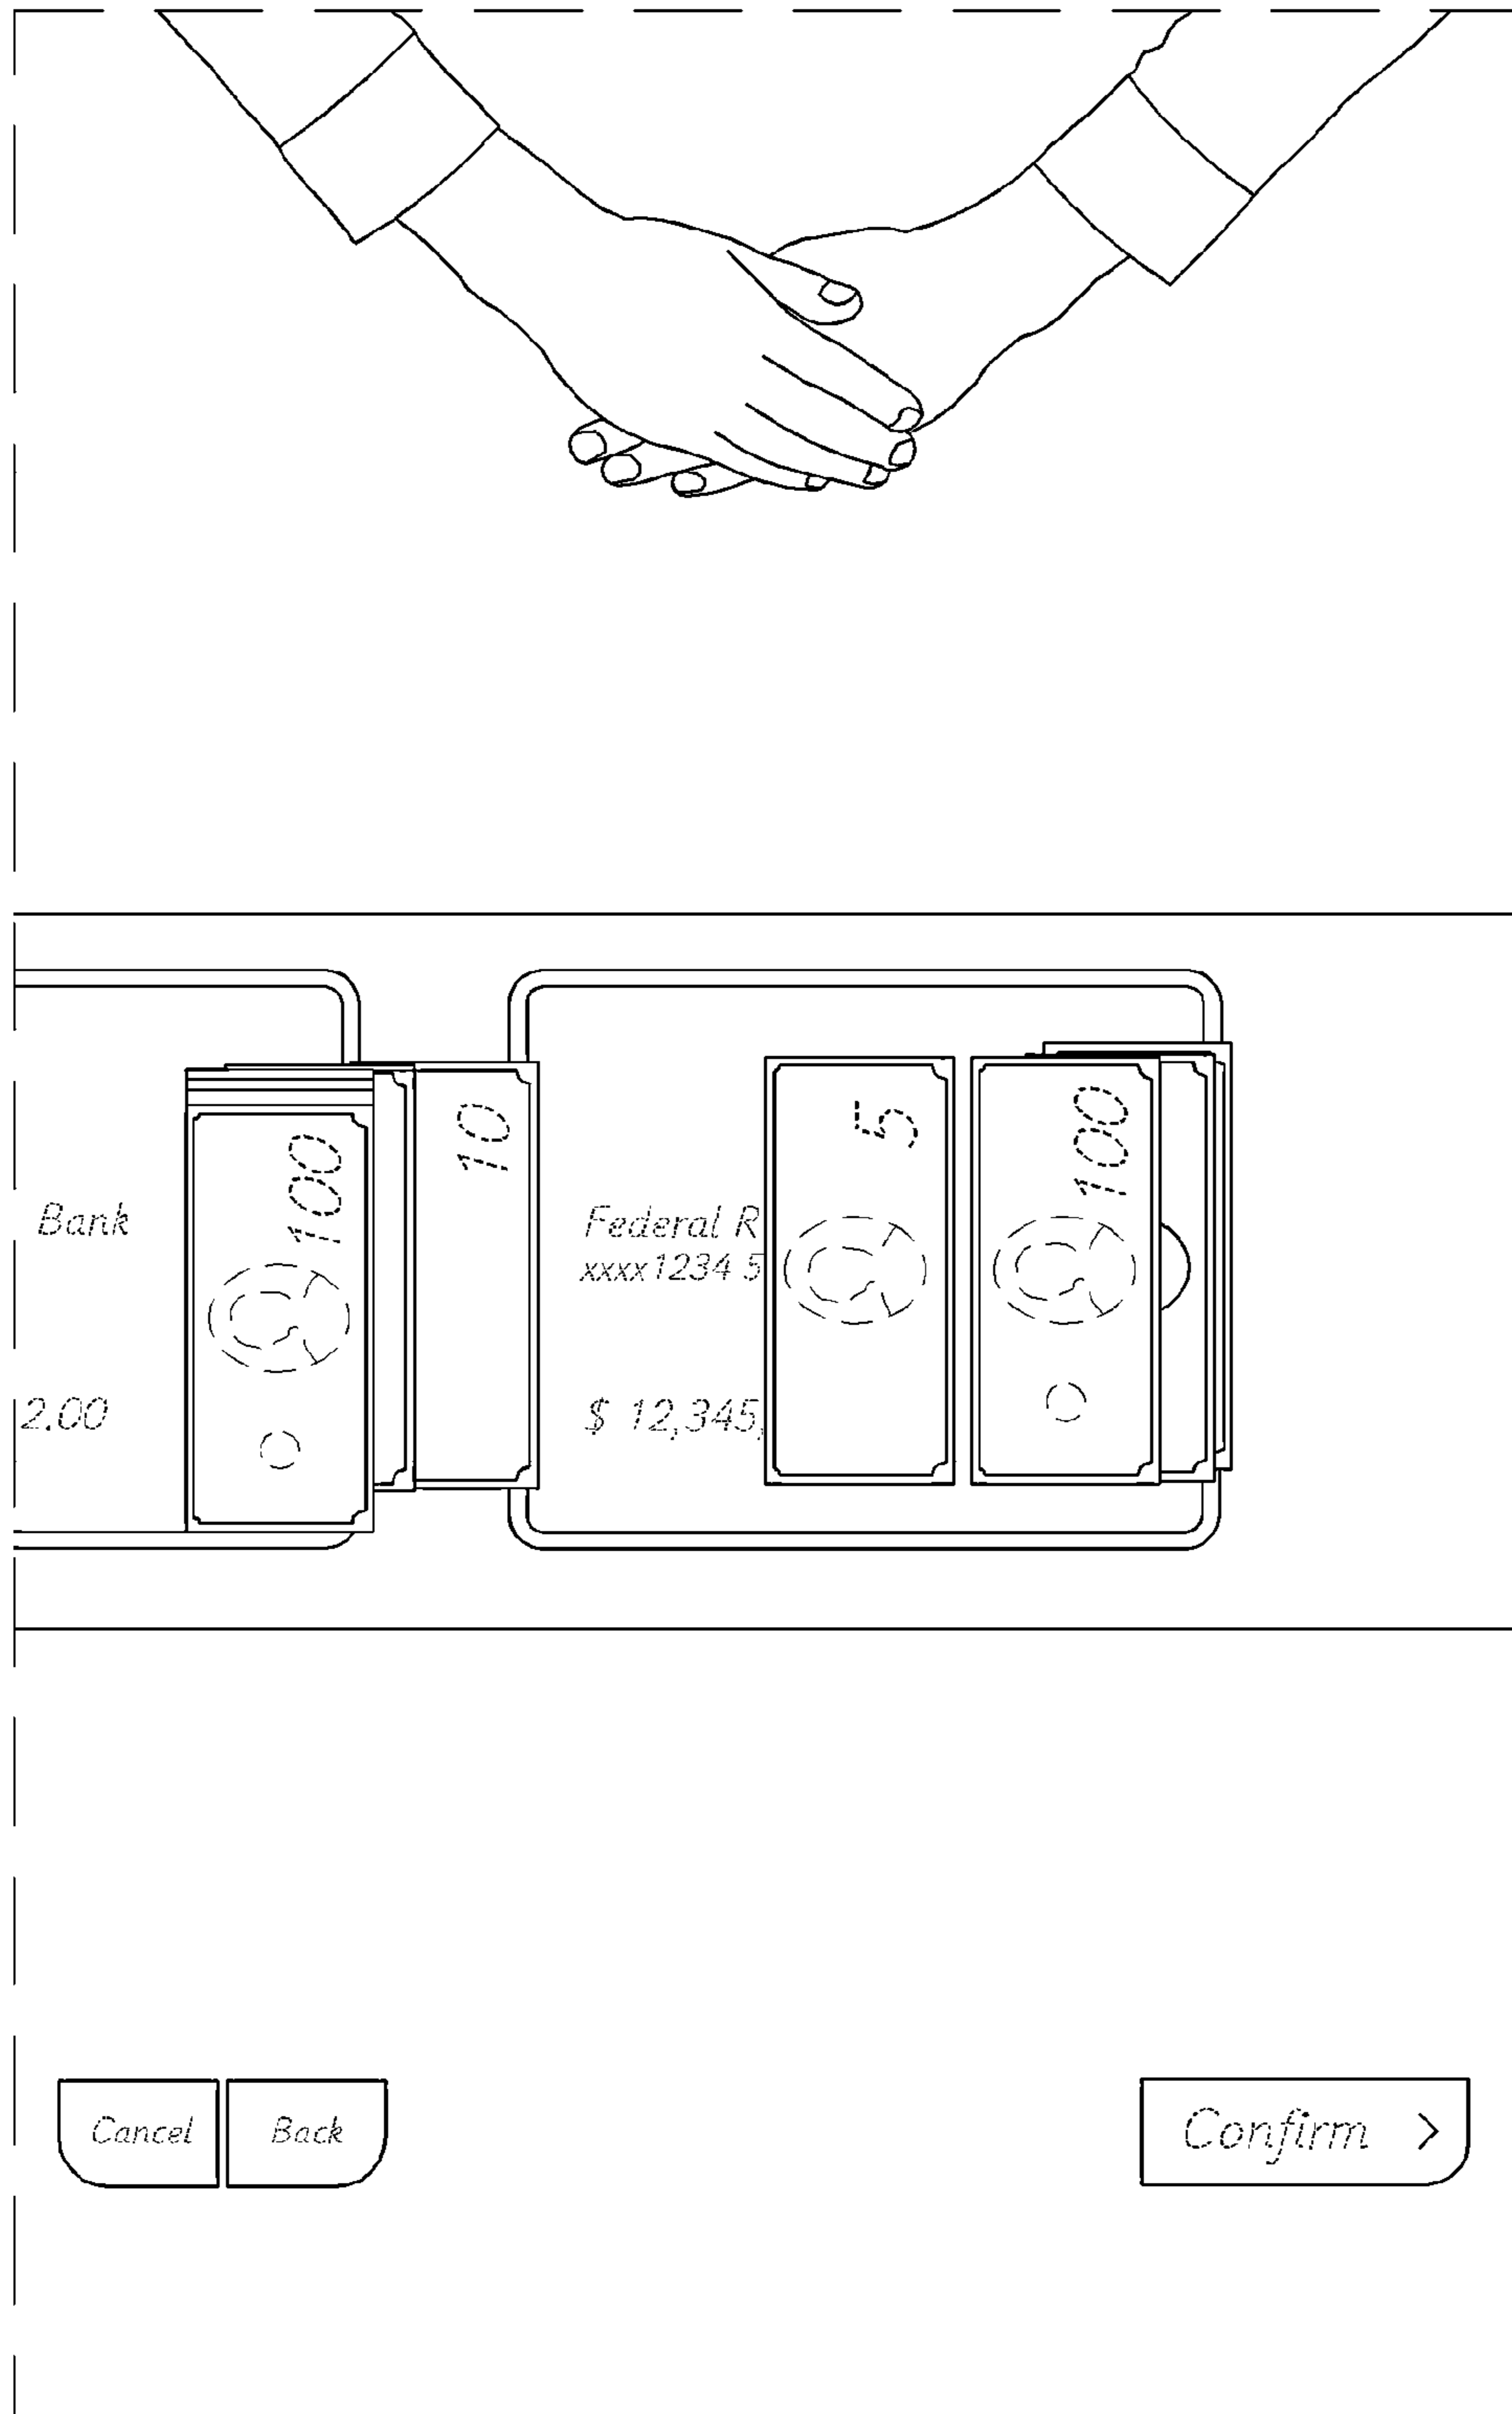 100
10
5
100
Bank
Federal R
xxxx1234 5
2.00
$ 12,345,
Cancel
Back
Confirm >